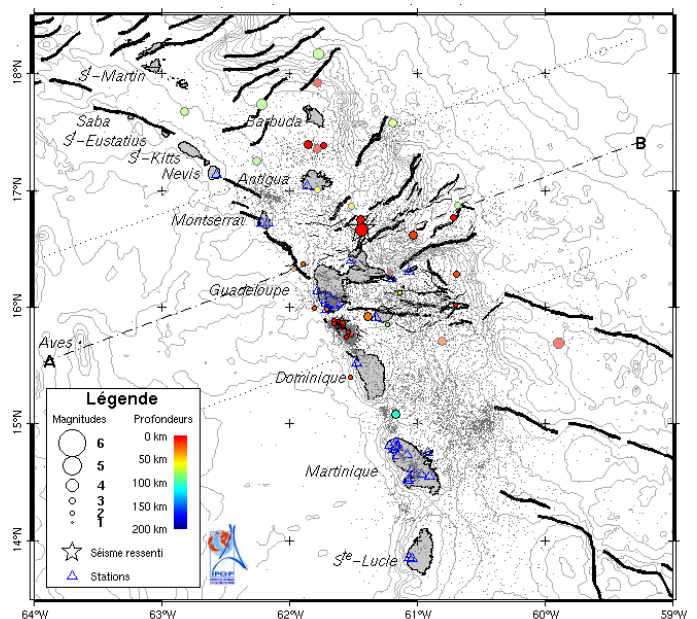 18°N
Sᵗ-Martin
Saba
Sᵗ-Eustatius
Sᵗ-Kitts
Barbuda
B
Nevis
Antigua
17°N
Montserrat
Guadeloupe
16°N
Aves
A
Dominique
Légende
Magnitudes
Profondeurs
6
0 km
5
50 km
4
100 km
3
150 km
2
1
200 km
Séisme ressenti
Stations
IPGP
15°N
Martinique
14°N
Sᵗᵉ-Lucie
64°W
63°W
62°W
61°W
60°W
59°W